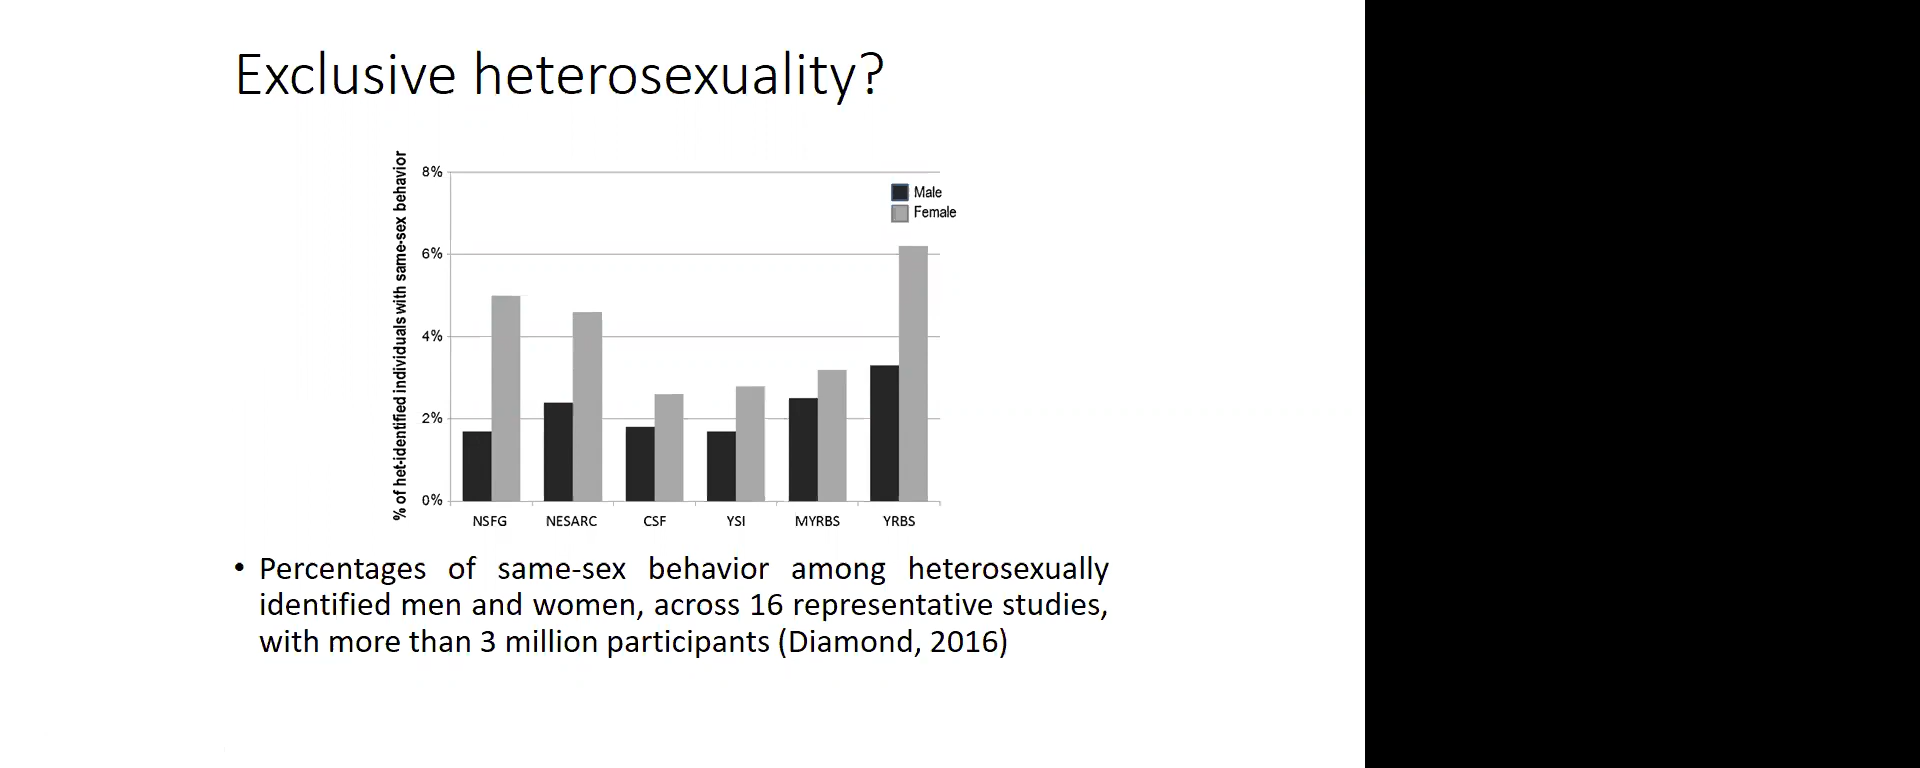 Exclusive heterosexuality?
% of het-identified individuals with same-sex behavior
8%
6%
4%
2%
0%
Male
Female
NSFG
NESARC
CSF
YSI
MYRBS
YRBS
• Percentages of same-sex behavior among heterosexually
identified men and women, across 16 representative studies,
with more than 3 million participants (Diamond, 2016)